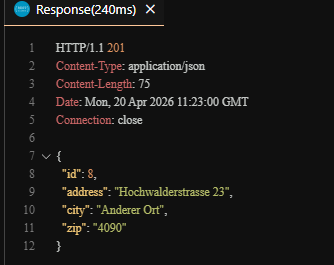 Response(240ms) ×
1 HTTP/1.1 201
2 Content-Type: application/json
3 Content-Length: 75
4 Date: Mon, 20 Apr 2026 11:23:00 GMT
5 Connection: close
6
7 {
8 "id": 8,
9 "address": "Hochwalderstrasse 23",
10 "city": "Anderer Ort",
11 "zip": "4090"
12 }